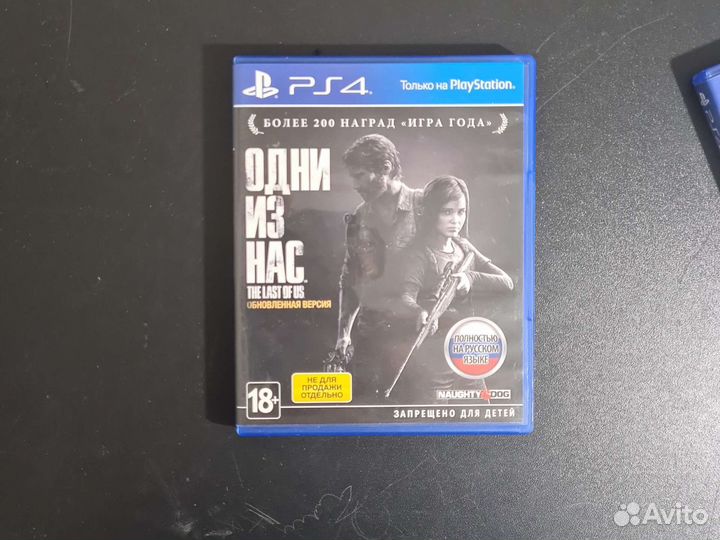 PS4
Только на PlayStation®
БОЛЕЕ 200 НАГРАД «ИГРА ГОДА»
ОДНИ
ИЗ
НАС
THE LAST OF US
ОБНОВЛЕННАЯ ВЕРСИЯ
ПОЛНОСТЬЮ
НА РУССКОМ
ЯЗЫКЕ
НЕ ДЛЯ
ПРОДАЖИ
ОТДЕЛЬНО
18+
NAUGHTY DOG
ЗАПРЕЩЕНО ДЛЯ ДЕТЕЙ
Avito